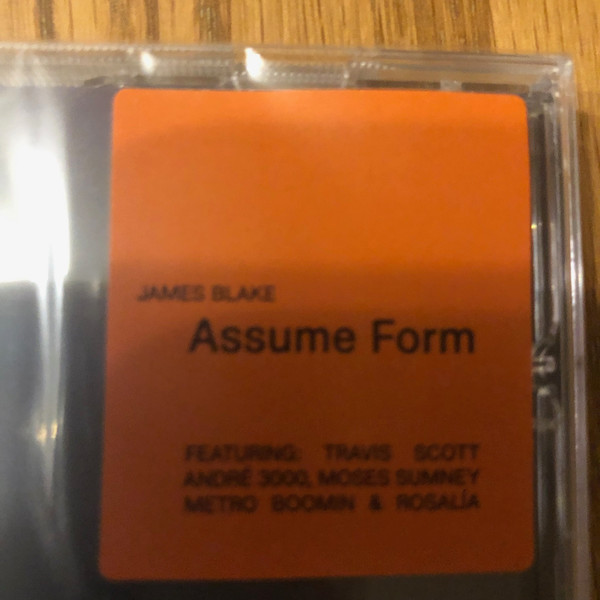 JAMES BLAKE
Assume Form
FEATURING: TRAVIS SCOTT
ANDRÉ 3000, MOSES SUMNEY
METRO BOOMIN & ROSALÍA